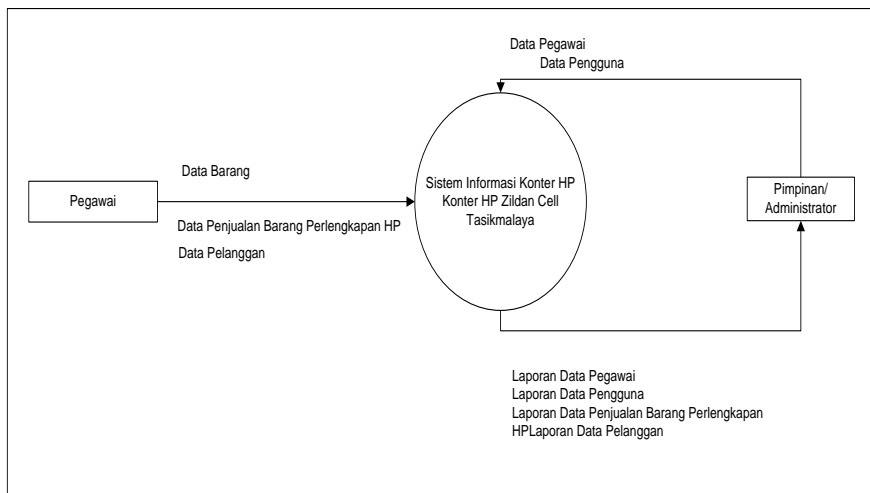 Data Pegawai
Data Pengguna
Data Barang
Pegawai
Data Penjualan Barang Perlengkapan HP
Data Pelanggan
Sistem Informasi Konter HP
Konter HP Zildan Cell
Tasikmalaya
Pimpinan/
Administrator
Laporan Data Pegawai
Laporan Data Pengguna
Laporan Data Penjualan Barang Perlengkapan
HPLaporan Data Pelanggan